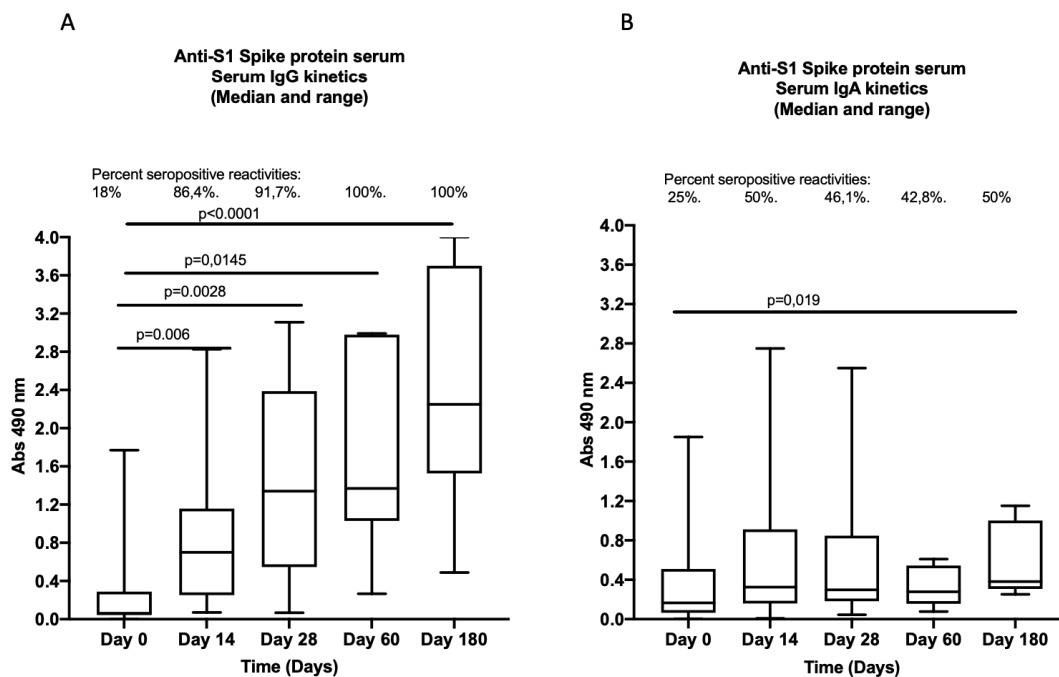 A
Anti-S1 Spike protein serum
Serum IgG kinetics
(Median and range)
Percent seropositive reactivities:
18% 86,4%. 91,7%. 100%. 100%
p<0.0001
p=0,0145
p=0.0028
p=0.006
4.0
3.6
3.2
2.8
2.4
2.0
1.6
1.2
0.8
0.4
0.0
Abs 490 nm
Day 0 Day 14 Day 28 Day 60 Day 180
Time (Days)
B
Anti-S1 Spike protein serum
Serum IgA kinetics
(Median and range)
Percent seropositive reactivities:
25%. 50%. 46,1%. 42,8%. 50%
p=0,019
4.0
3.6
3.2
2.8
2.4
2.0
1.6
1.2
0.8
0.4
0.0
Abs 490 nm
Day 0 Day 14 Day 28 Day 60 Day 180
Time (Days)